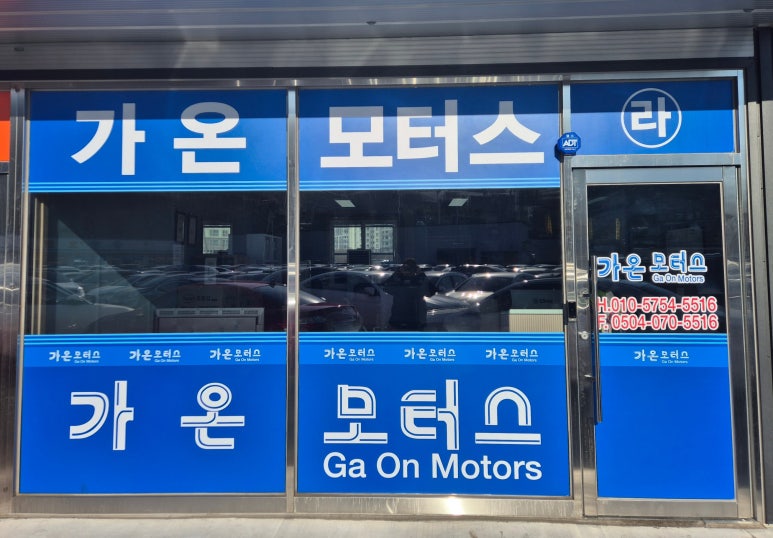 가온 모터스 라
ADT
가온 모터스
Ga On Motors
H.010-5754-5516
F. 0504-070-5516
가온모터스 가온모터스 가온모터스 가온모터스 가온모터스 가온모터스 가온모터스
Ga On Motors Ga On Motors Ga On Motors Ga On Motors Ga On Motors Ga On Motors Ga On Motors
가온 모터스
Ga On Motors